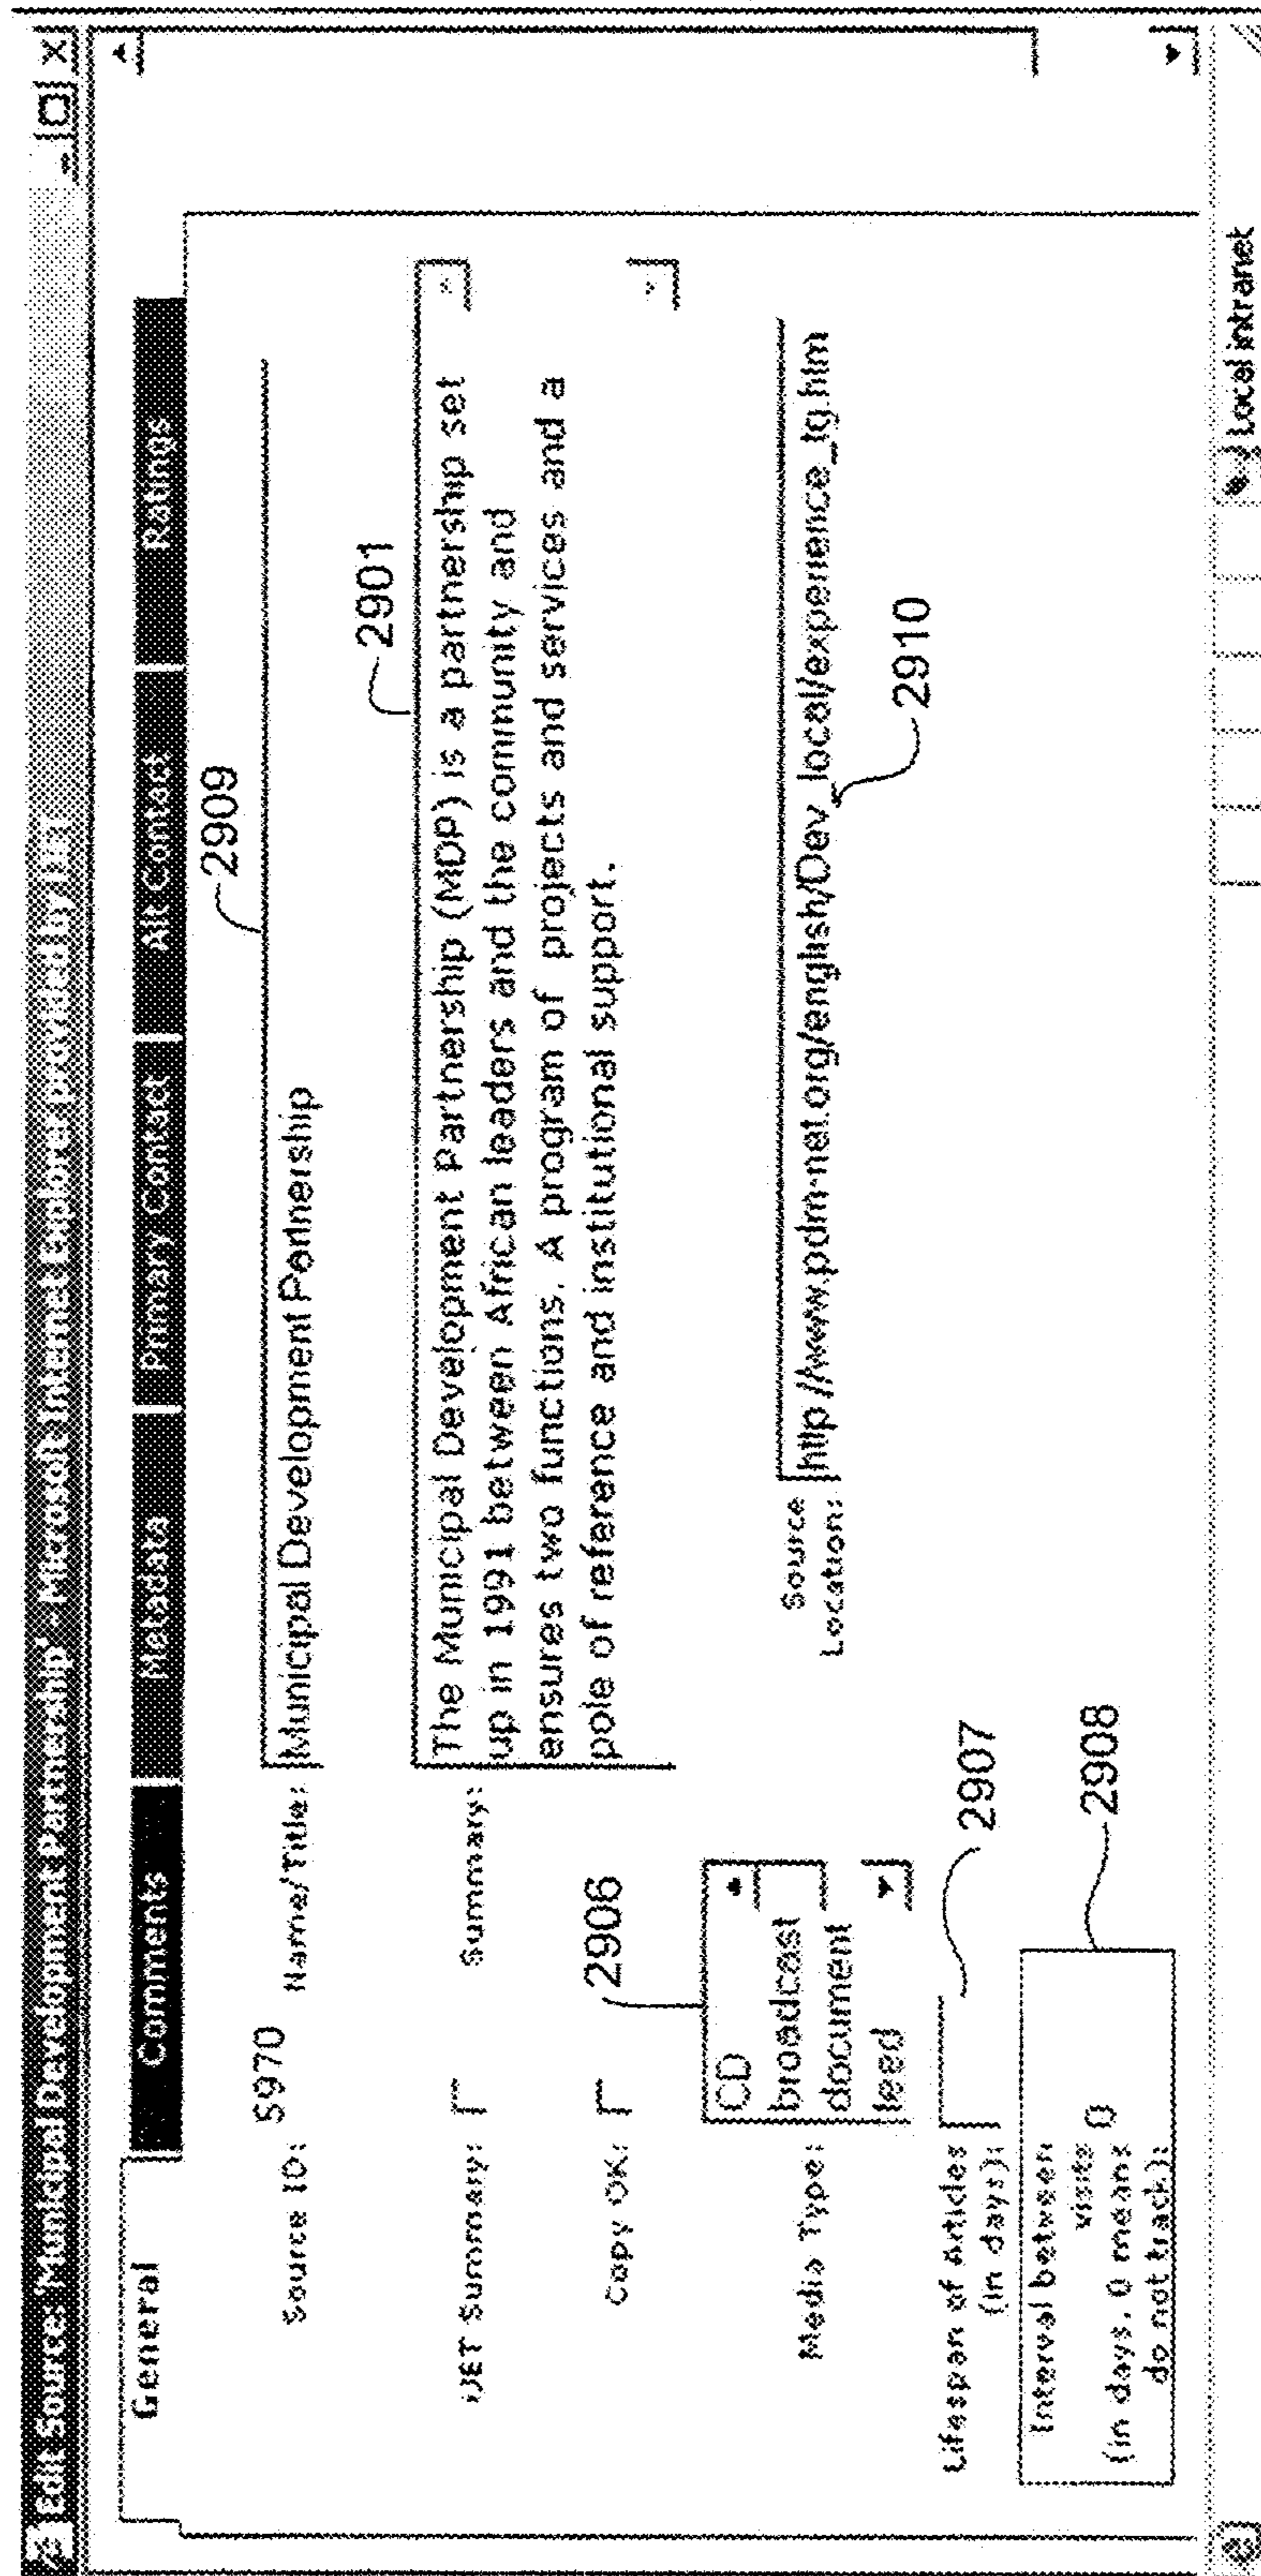 Edit Source 'Municipal Development Partnership' - Microsoft Internet Explorer provided by iJET
General Comments Metadata Primary Contact Alt Contact Ratings
2909
Source ID: 5970 Name/Title: Municipal Development Partnership
2901
iJET Summary: Summary: The Municipal Development Partnership (MDP) is a partnership set
up in 1991 between African leaders and the community and
ensures two functions. A program of projects and services and a
pole of reference and institutional support.
Copy OK: 2906
Media Type: CD
broadcast
document
feed
Source
Location: http://www.pdm-net.org/english/Dev_local/experience_tg.htm
2910
Lifespan of Articles
(in days):
2907
Interval between
visits
(in days. 0 means
do not track): 0
2908
Local intranet